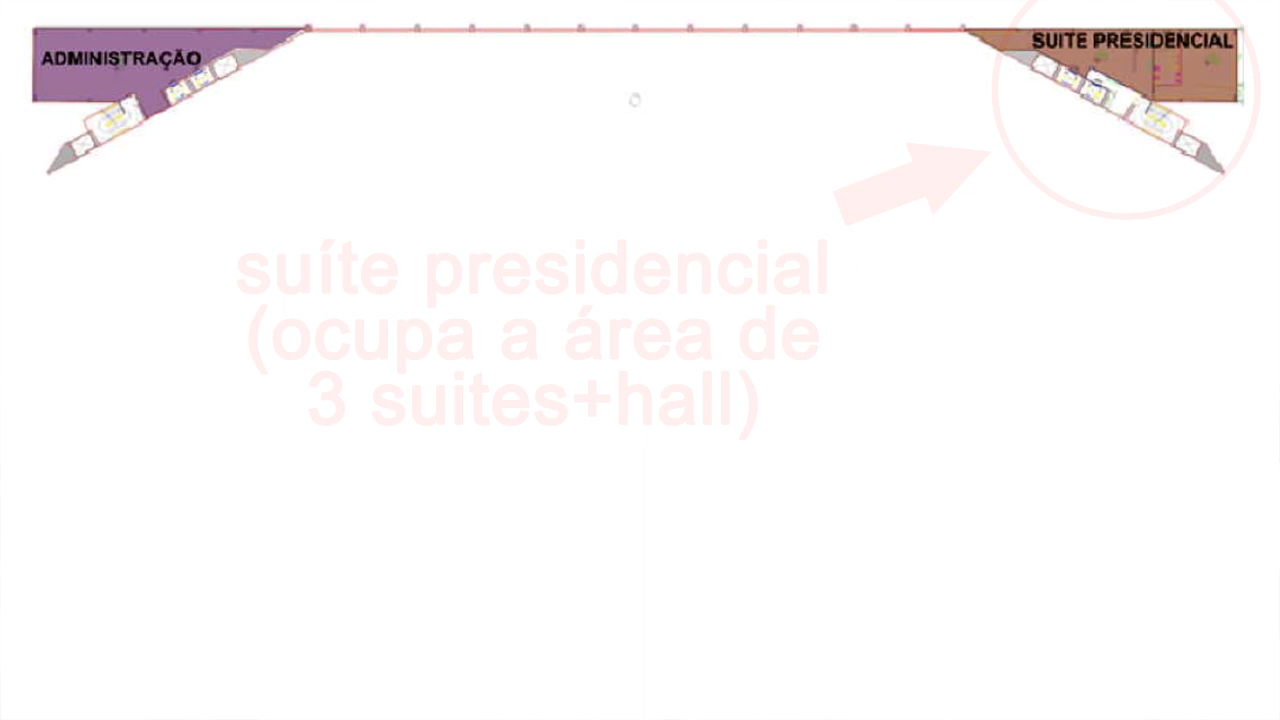 ADMINISTRAÇÃO
SUITE PRESIDENCIAL
suíte presidencial
(ocupa a área de
3 suites+hall)